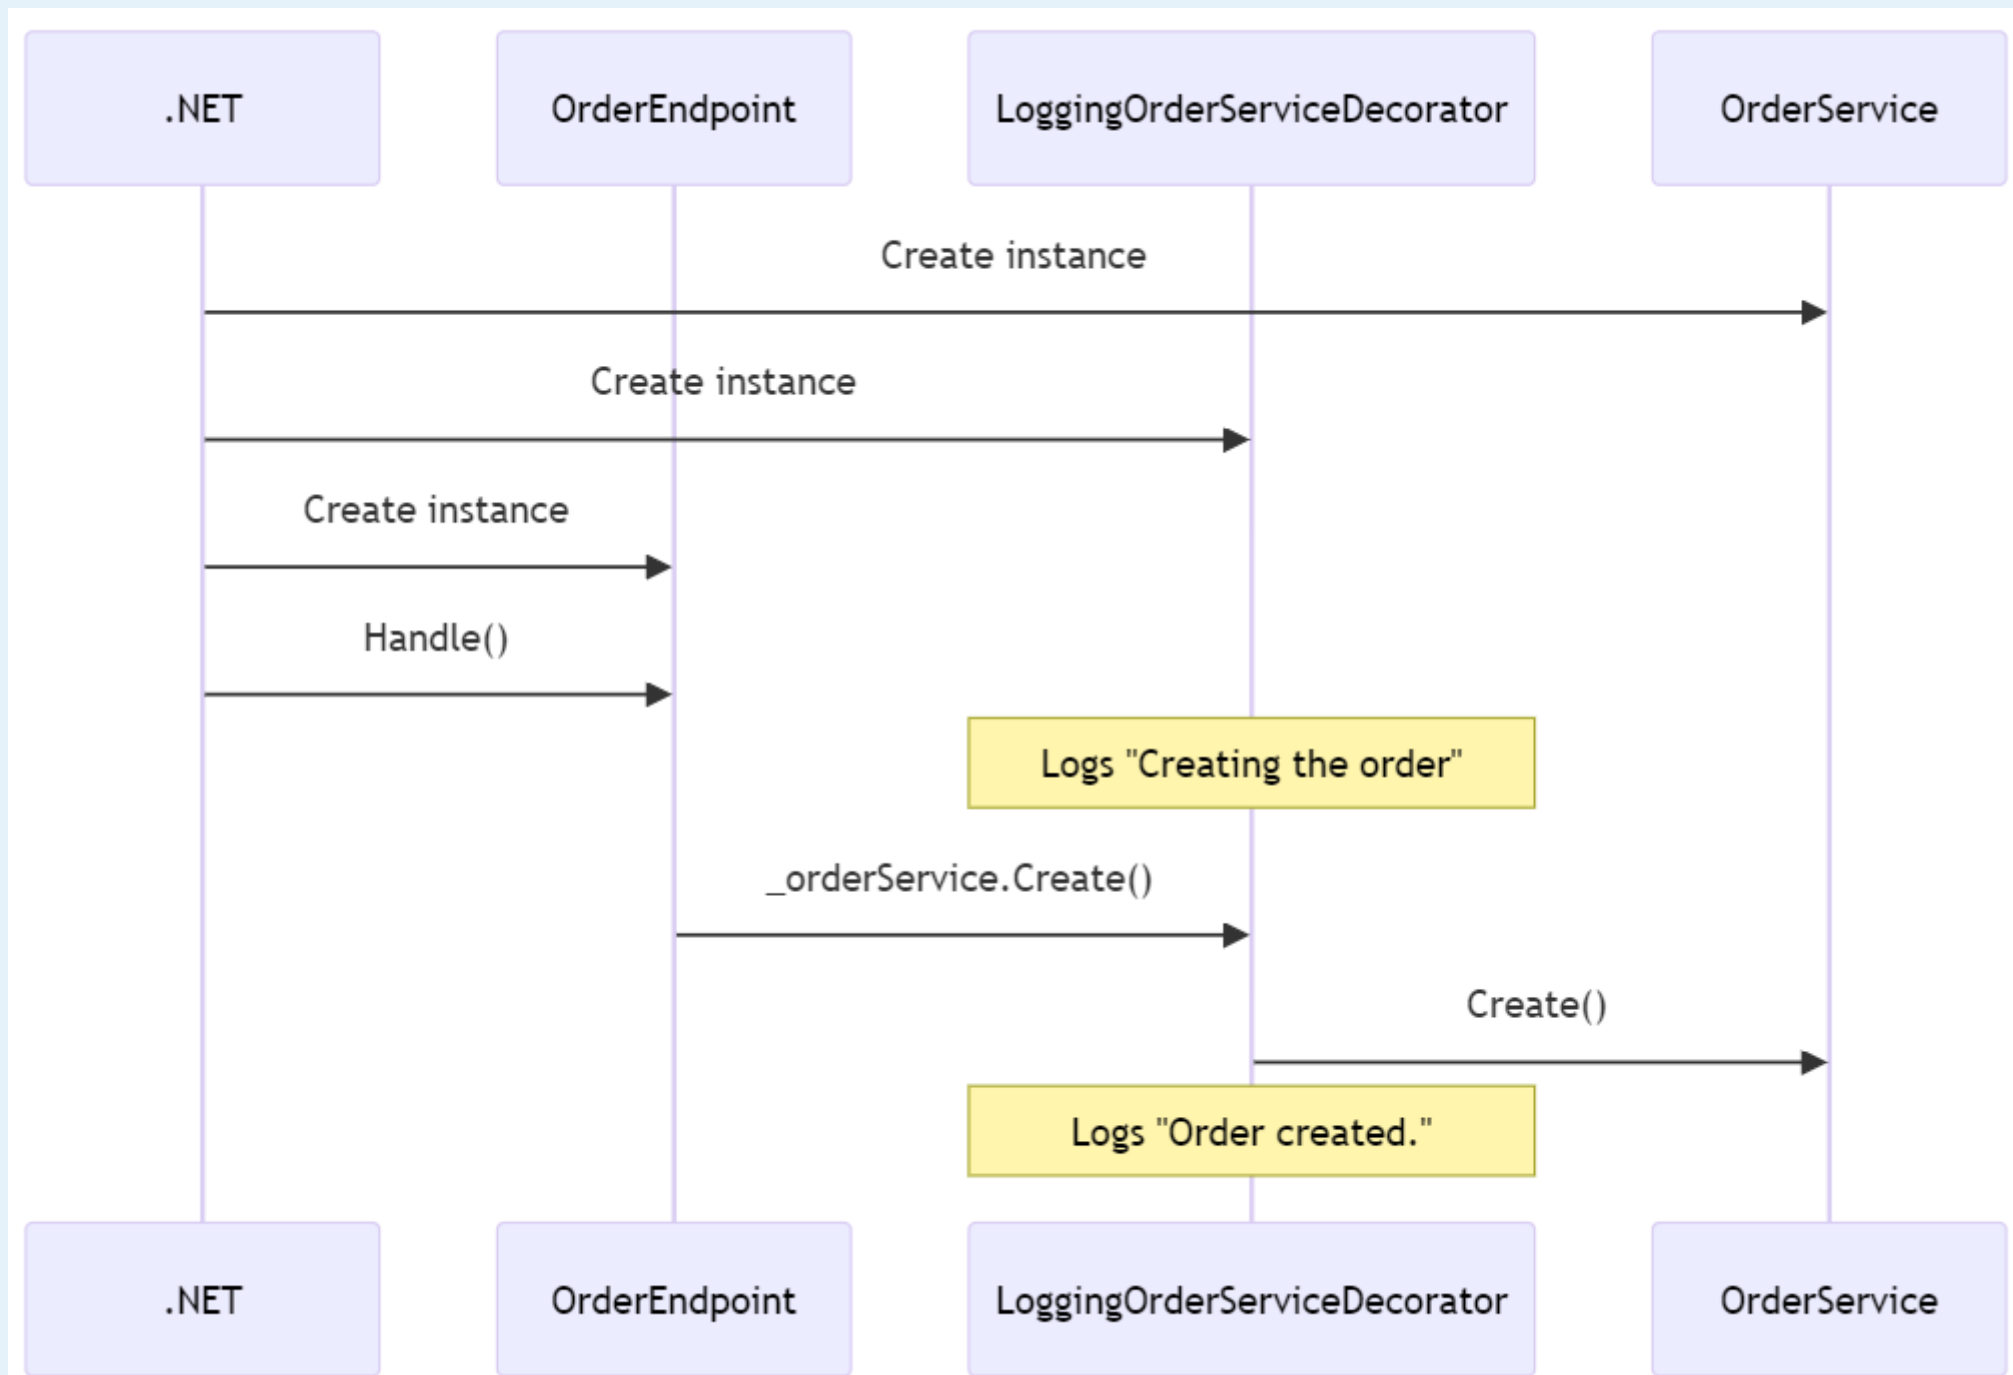 .NET
OrderEndpoint
LoggingOrderServiceDecorator
OrderService
Create instance
Create instance
Create instance
Handle()
Logs "Creating the order"
_orderService.Create()
Create()
Logs "Order created."
.NET
OrderEndpoint
LoggingOrderServiceDecorator
OrderService